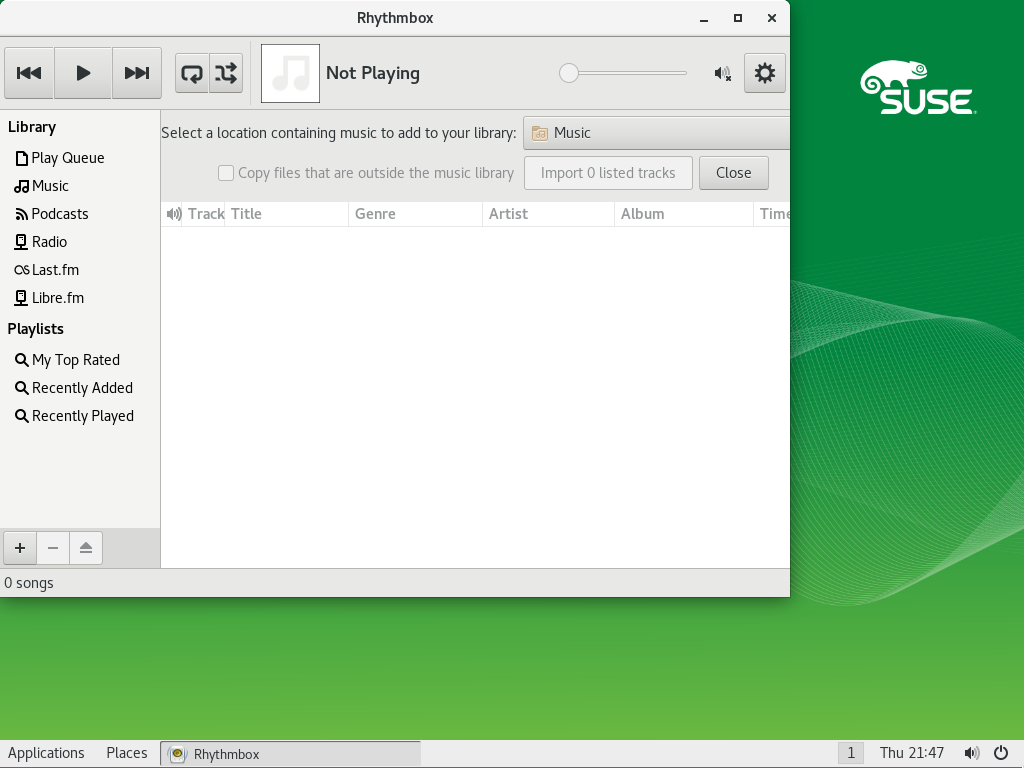 Rhythmbox
Not Playing
SUSE
Library
Play Queue
Music
Podcasts
Radio
Last.fm
Libre.fm
Playlists
My Top Rated
Recently Added
Recently Played
Select a location containing music to add to your library: Music
Copy files that are outside the music library Import 0 listed tracks Close
Track Title Genre Artist Album Time
0 songs
Applications Places Rhythmbox 1 Thu 21:47